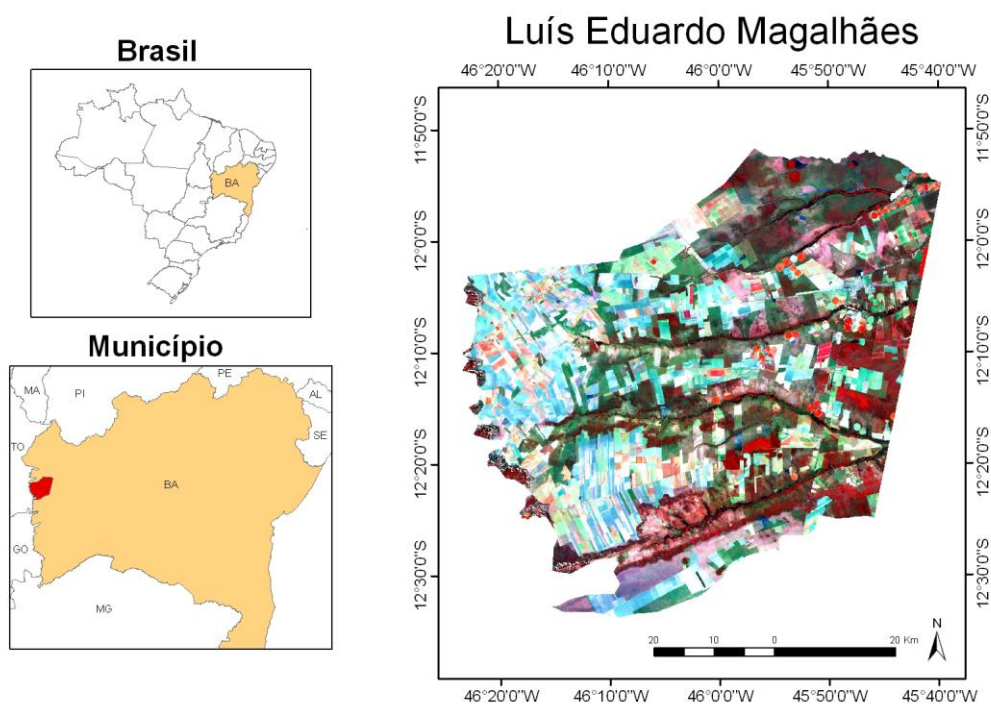 Brasil
BA
Município
MA
PI
PE
AL
SE
TO
BA
GO
MG
Luís Eduardo Magalhães
46°20'0"W 46°10'0"W 46°0'0"W 45°50'0"W 45°40'0"W
11°50'0"S 11°50'0"S
12°0'0"S 12°0'0"S
12°10'0"S 12°10'0"S
12°20'0"S 12°20'0"S
12°30'0"S 12°30'0"S
N
20 10 0 20 Km
46°20'0"W 46°10'0"W 46°0'0"W 45°50'0"W 45°40'0"W